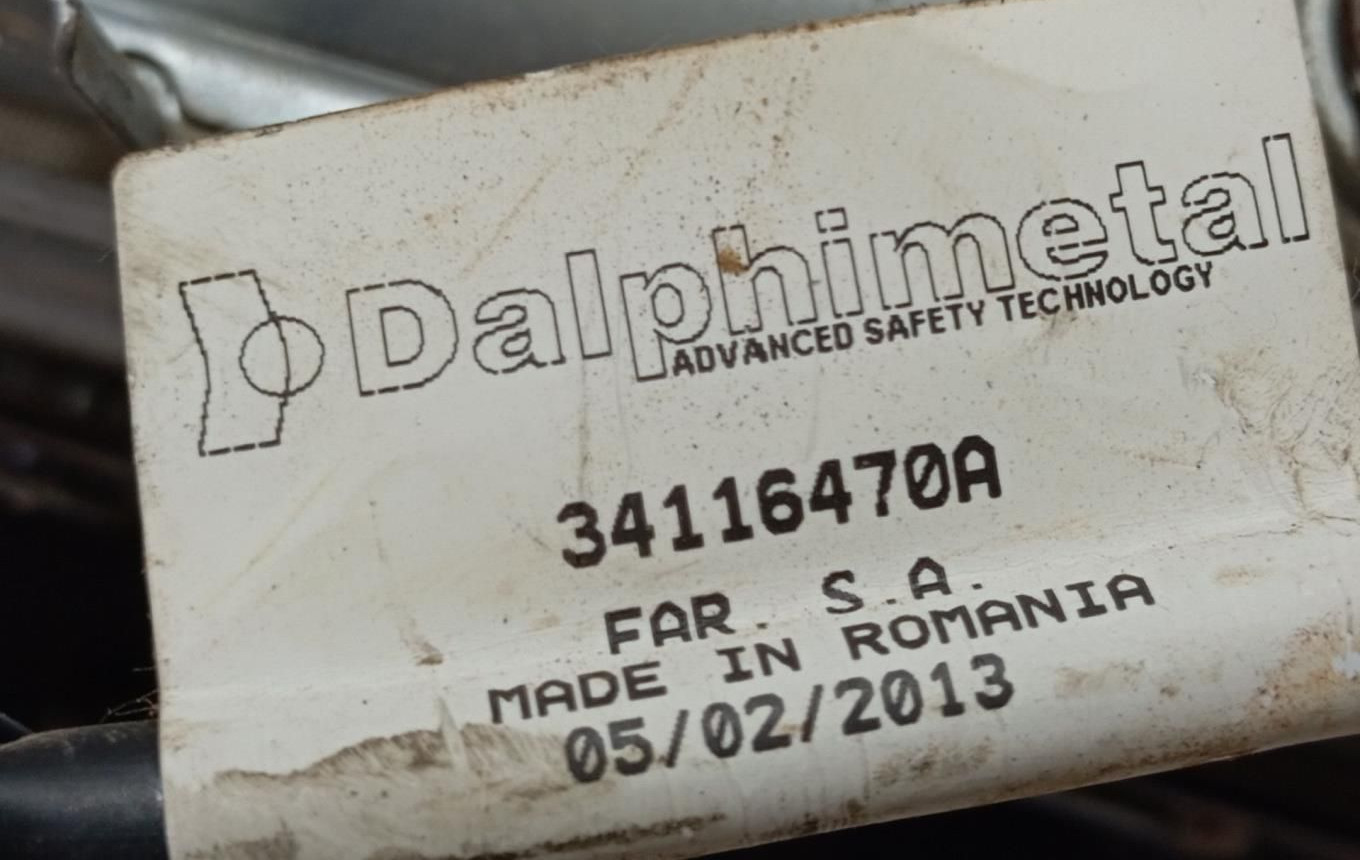 Dalphimetal
ADVANCED SAFETY TECHNOLOGY
34116470A
FAR. S.A.
MADE IN ROMANIA
05/02/2013